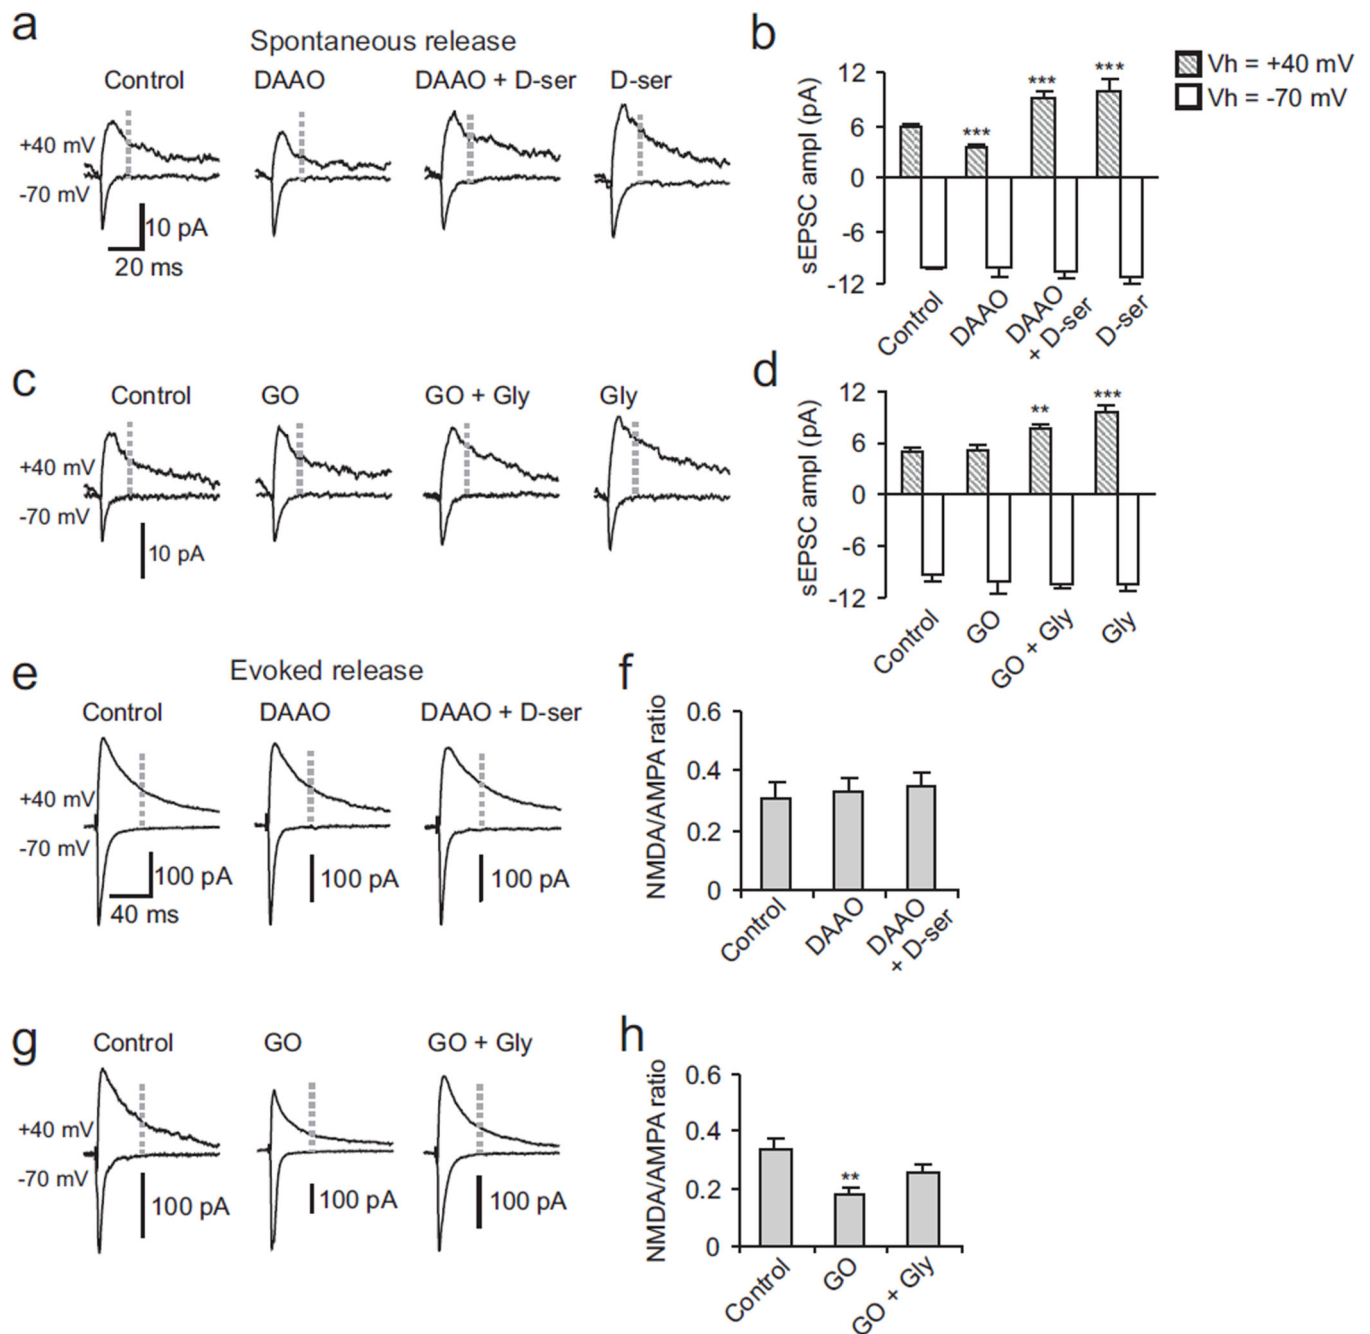 a
Spontaneous release
Control DAAO DAAO + D-ser D-ser
+40 mV
-70 mV
10 pA
20 ms
b
Vh = +40 mV
Vh = -70 mV
sEPSC ampl (pA)
12
6
0
-6
-12
***
***
***
Control
DAAO
DAAO
+ D-ser
D-ser
c
Control GO GO + Gly Gly
+40 mV
-70 mV
10 pA
d
sEPSC ampl (pA)
12
6
0
-6
-12
**
***
Control
GO
GO + Gly
Gly
e
Evoked release
Control DAAO DAAO + D-ser
+40 mV
-70 mV
100 pA
40 ms
100 pA
100 pA
f
NMDA/AMPA ratio
0.6
0.4
0.2
0
Control
DAAO
DAAO
+ D-ser
g
Control GO GO + Gly
+40 mV
-70 mV
100 pA
100 pA
100 pA
h
NMDA/AMPA ratio
0.6
0.4
0.2
0
**
Control
GO
GO + Gly